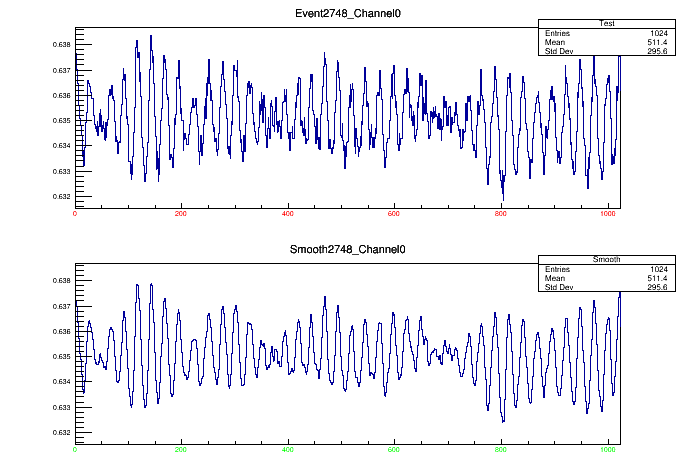 Event2748_Channel0
Test
Entries 1024
Mean 511.4
Std Dev 295.6
0.638
0.637
0.636
0.635
0.634
0.633
0.632
0 200 400 600 800 1000
Smooth2748_Channel0
Smooth
Entries 1024
Mean 511.4
Std Dev 295.6
0.638
0.637
0.636
0.635
0.634
0.633
0.632
0 200 400 600 800 1000